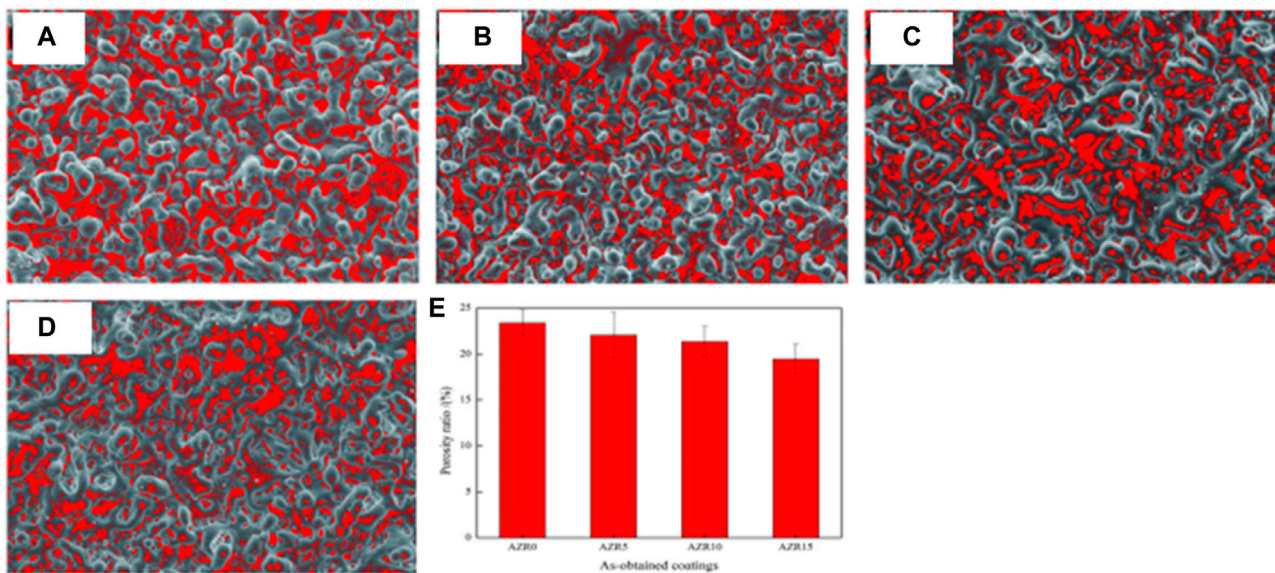 A
B
C
D
E
Porosity ratio /(%)
25
20
15
10
5
0
AZR0 AZR5 AZR10 AZR15
As-obtained coatings